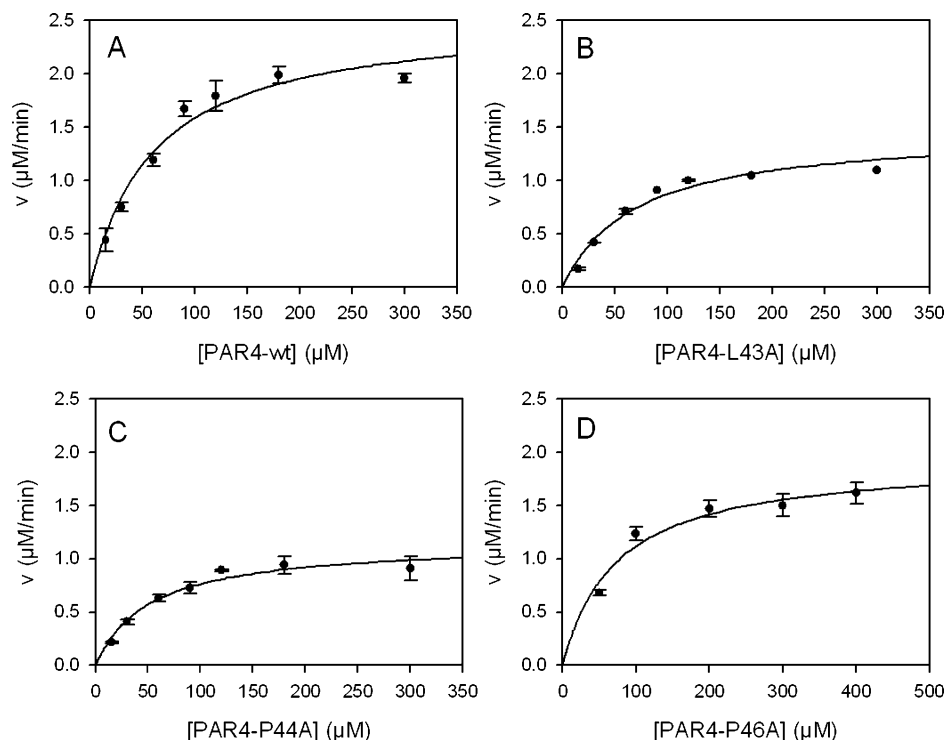 A
2.5
2.0
1.5
1.0
0.5
0.0
v (µM/min)
0 50 100 150 200 250 300 350
[PAR4-wt] (µM)
B
2.5
2.0
1.5
1.0
0.5
0.0
v (µM/min)
0 50 100 150 200 250 300 350
[PAR4-L43A] (µM)
C
2.5
2.0
1.5
1.0
0.5
0.0
v (µM/min)
0 50 100 150 200 250 300 350
[PAR4-P44A] (µM)
D
2.5
2.0
1.5
1.0
0.5
0.0
v (µM/min)
0 100 200 300 400 500
[PAR4-P46A] (µM)